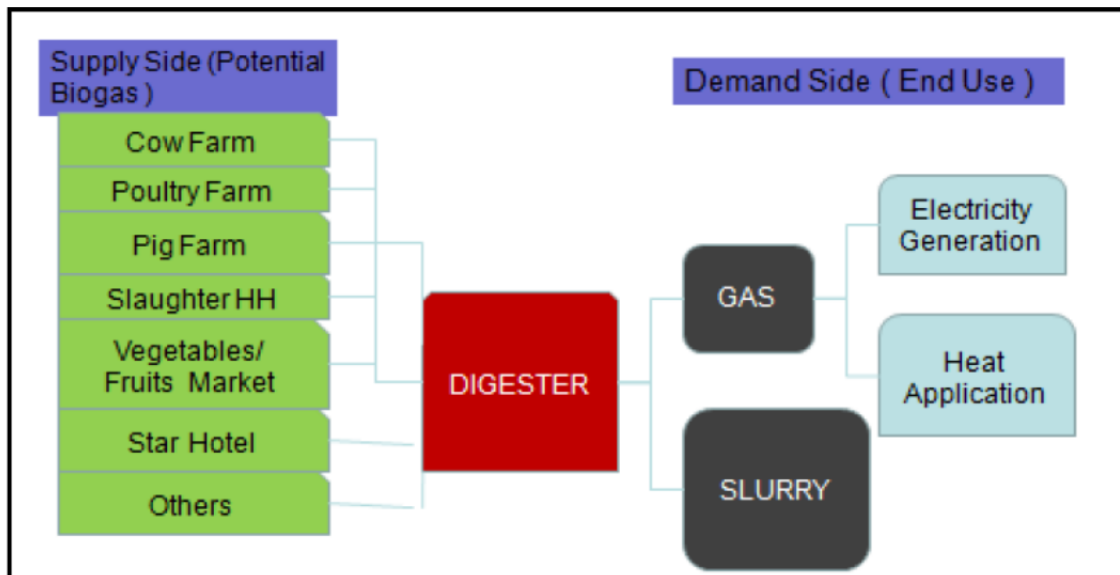 Supply Side (Potential
Biogas )
Cow Farm
Poultry Farm
Pig Farm
Slaughter HH
Vegetables/
Fruits Market
Star Hotel
Others
DIGESTER
GAS
SLURRY
Demand Side ( End Use )
Electricity
Generation
Heat
Application